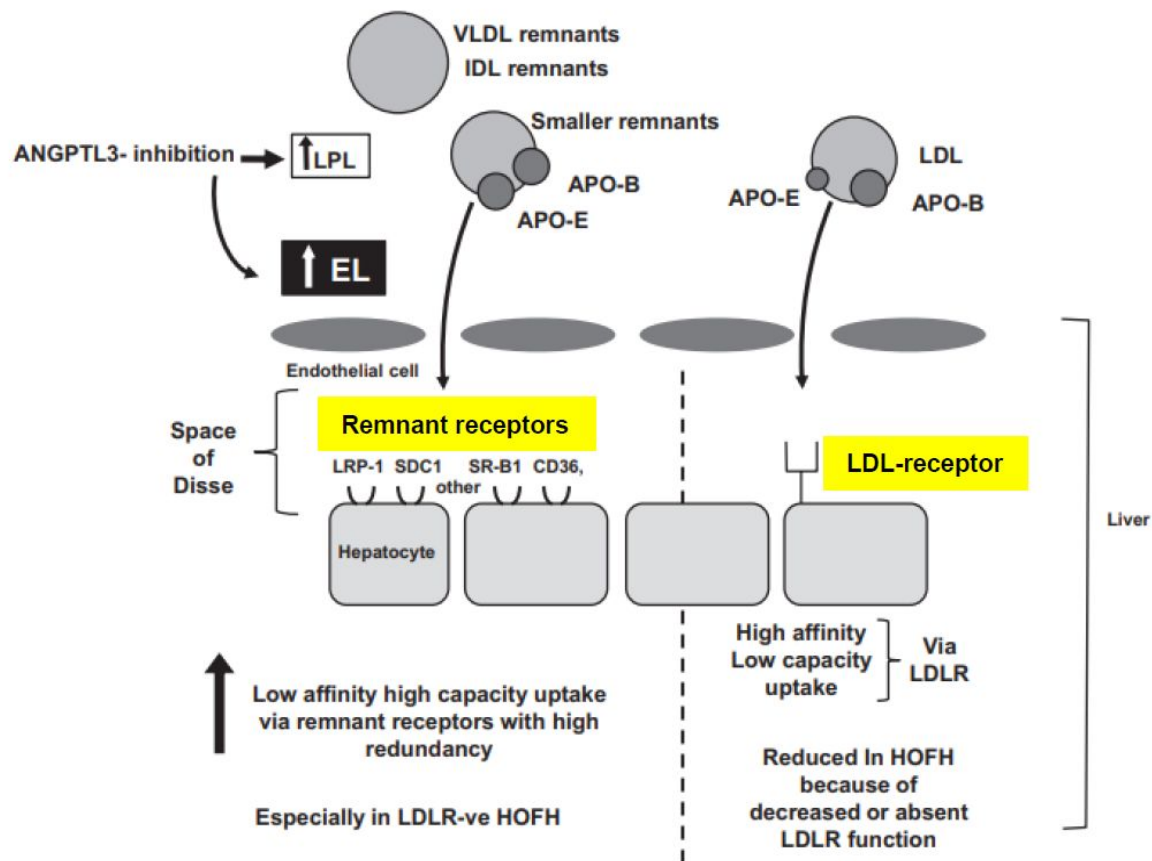 VLDL remnants
IDL remnants
Smaller remnants
ANGPTL3- inhibition
LPL
APO-B
APO-E
EL
LDL
APO-E
APO-B
Endothelial cell
Space
of
Disse
Remnant receptors
LRP-1 SDC1 other SR-B1 CD36,
Hepatocyte
LDL-receptor
Liver
High affinity
Low capacity
uptake
Via
LDLR
Low affinity high capacity uptake
via remnant receptors with high
redundancy
Especially in LDLR-ve HOFH
Reduced In HOFH
because of
decreased or absent
LDLR function